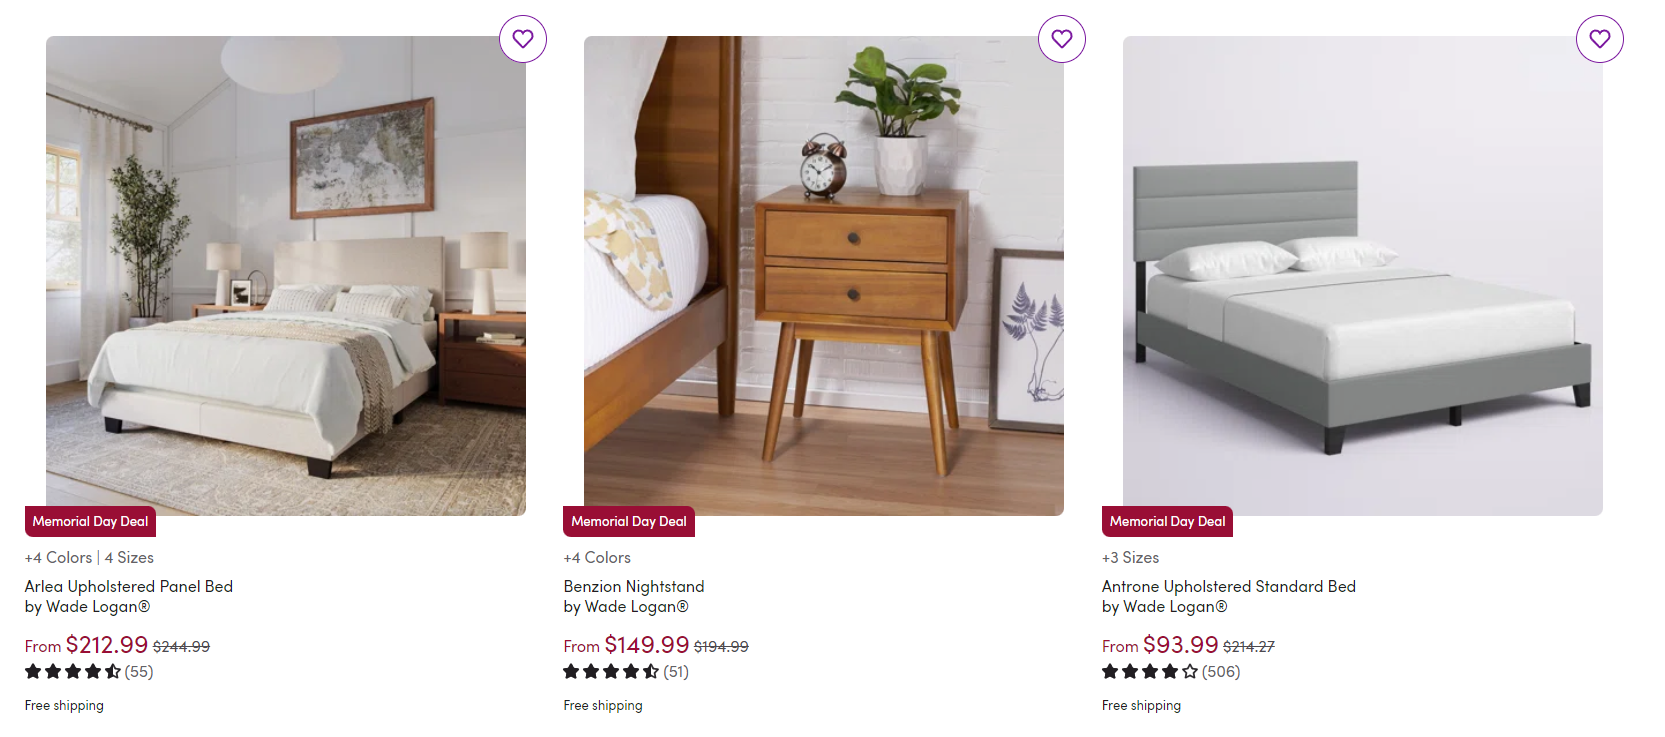 Memorial Day Deal
+4 Colors | 4 Sizes
Arlea Upholstered Panel Bed
by Wade Logan®
From $212.99 $244.99
(55)
Free shipping
Memorial Day Deal
+4 Colors
Benzion Nightstand
by Wade Logan®
From $149.99 $194.99
(51)
Free shipping
Memorial Day Deal
+3 Sizes
Antrone Upholstered Standard Bed
by Wade Logan®
From $93.99 $214.27
(506)
Free shipping